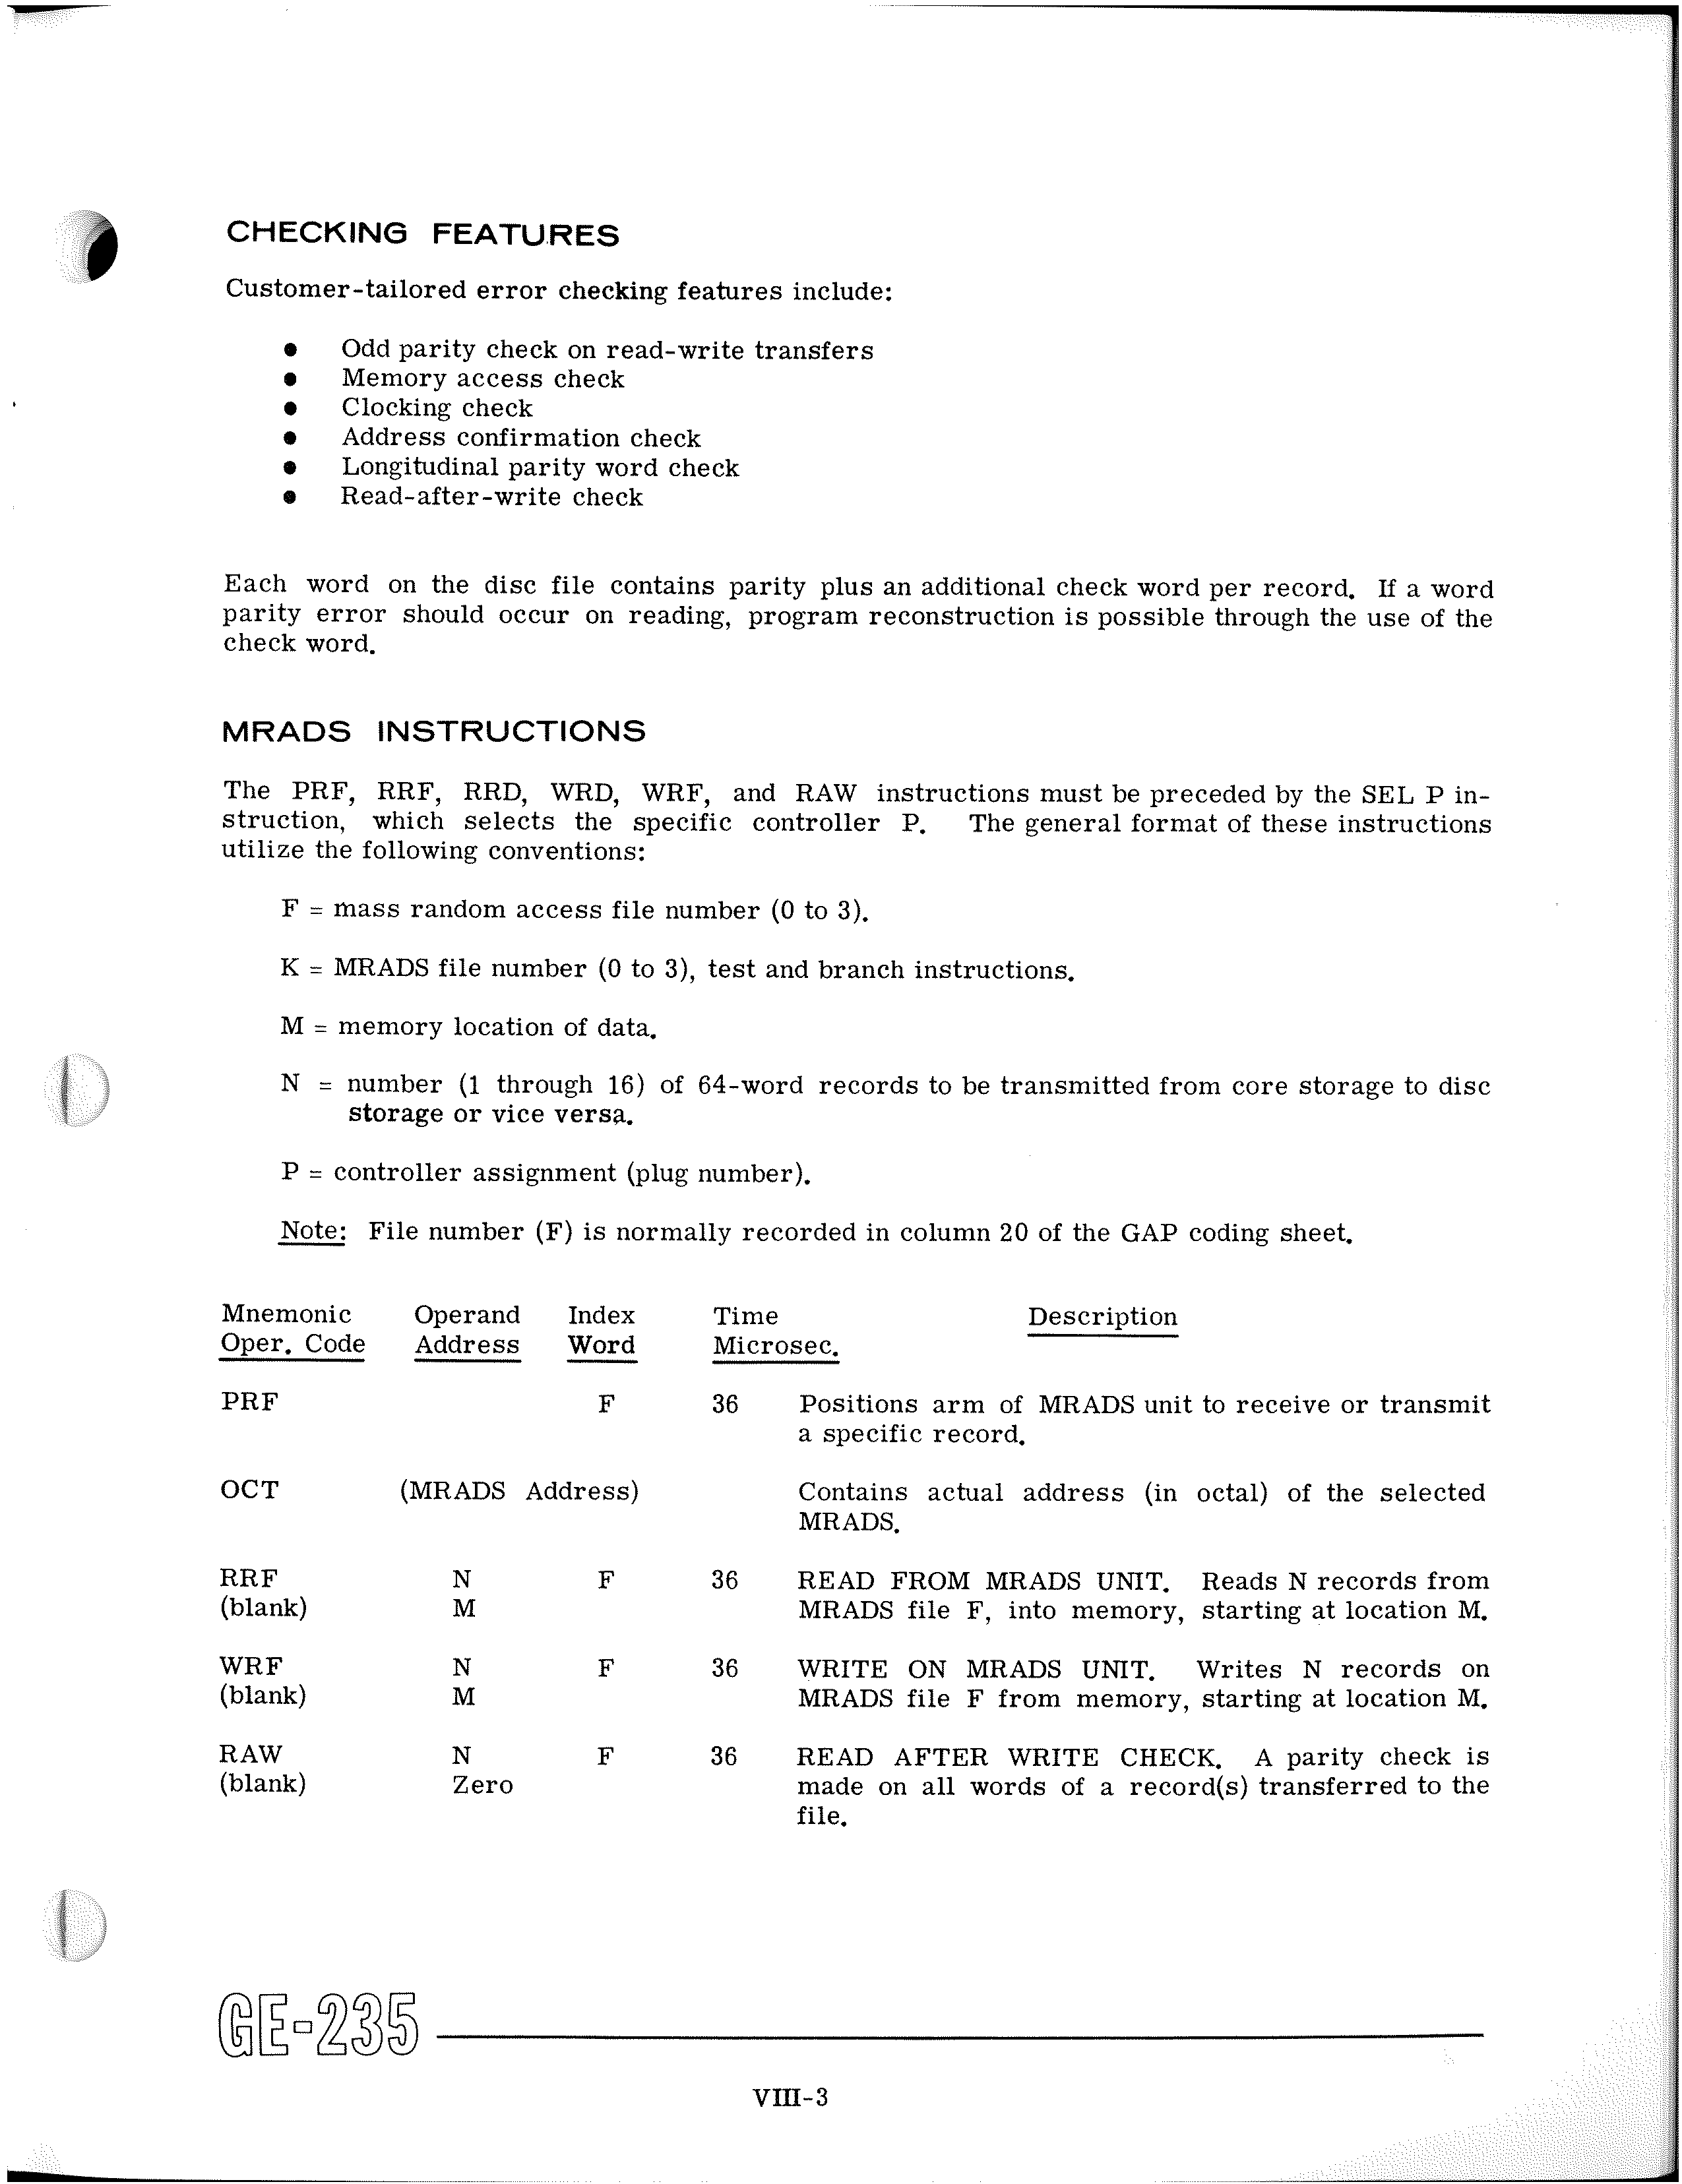 CHECKING FEATURES
Customer-tailored error checking features include:
● Odd parity check on read-write transfers
● Memory access check
● Clocking check
● Address confirmation check
● Longitudinal parity word check
● Read-after-write check
Each word on the disc file contains parity plus an additional check word per record. If a word
parity error should occur on reading, program reconstruction is possible through the use of the
check word.
MRADS INSTRUCTIONS
The PRF, RRF, RRD, WRD, WRF, and RAW instructions must be preceded by the SEL P in-
struction, which selects the specific controller P. The general format of these instructions
utilize the following conventions:
F = mass random access file number (0 to 3).
K = MRADS file number (0 to 3), test and branch instructions.
M = memory location of data.
N = number (1 through 16) of 64-word records to be transmitted from core storage to disc
storage or vice versa.
P = controller assignment (plug number).
Note: File number (F) is normally recorded in column 20 of the GAP coding sheet.
Mnemonic Operand Index Time Description
Oper. Code Address Word Microsec.
PRF F 36 Positions arm of MRADS unit to receive or transmit
a specific record.
OCT (MRADS Address) Contains actual address (in octal) of the selected
MRADS.
RRF N F 36 READ FROM MRADS UNIT. Reads N records from
(blank) M MRADS file F, into memory, starting at location M.
WRF N F 36 WRITE ON MRADS UNIT. Writes N records on
(blank) M MRADS file F from memory, starting at location M.
RAW N F 36 READ AFTER WRITE CHECK. A parity check is
(blank) Zero made on all words of a record(s) transferred to the
file.
GE-235
VIII-3